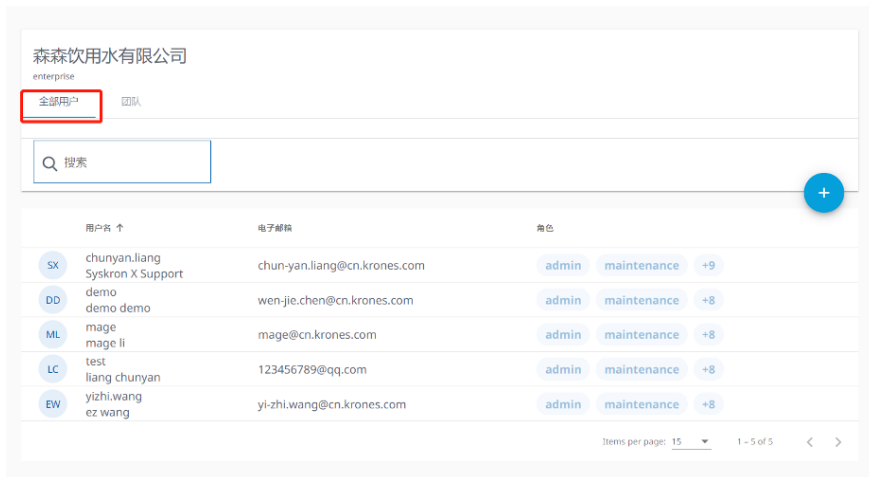 森森饮用水有限公司
enterprise
全部用户 团队
搜索
+
用户名 ↑ 电子邮箱 角色
SX chunyan.liang chun-yan.liang@cn.krones.com admin maintenance +9
Syskron X Support
DD demo wen-jie.chen@cn.krones.com admin maintenance +8
demo demo
ML mage mage@cn.krones.com admin maintenance +8
mage li
LC test 123456789@qq.com admin maintenance +8
liang chunyan
EW yizhi.wang yi-zhi.wang@cn.krones.com admin maintenance +8
ez wang
Items per page: 15 1 – 5 of 5